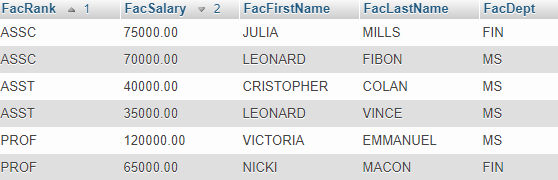 FacRank 1 FacSalary 2 FacFirstName FacLastName FacDept
ASSC 75000.00 JULIA MILLS FIN
ASSC 70000.00 LEONARD FIBON MS
ASST 40000.00 CRISTOPHER COLAN MS
ASST 35000.00 LEONARD VINCE MS
PROF 120000.00 VICTORIA EMMANUEL MS
PROF 65000.00 NICKI MACON FIN